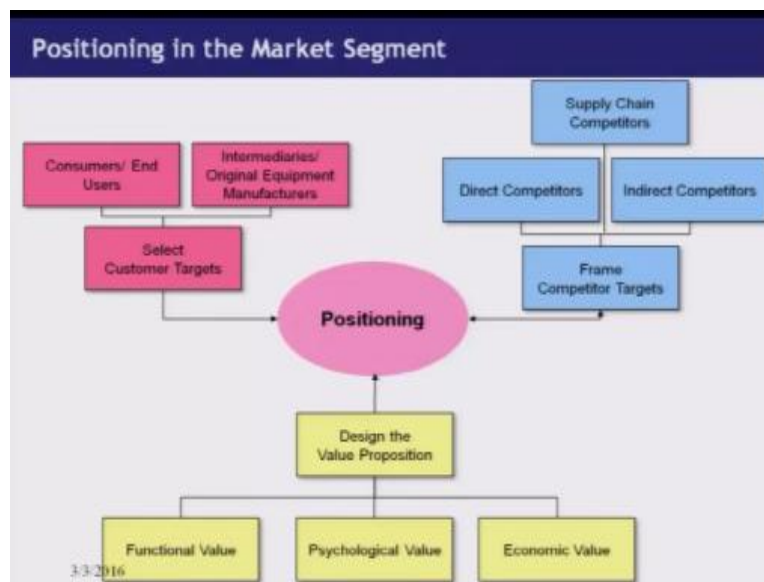 Positioning in the Market Segment
Supply Chain
Competitors
Consumers/ End
Users
Intermediaries/
Original Equipment
Manufacturers
Direct Competitors
Indirect Competitors
Select
Customer Targets
Frame
Competitor Targets
Positioning
Design the
Value Proposition
Functional Value
Psychological Value
Economic Value
3/3/2016